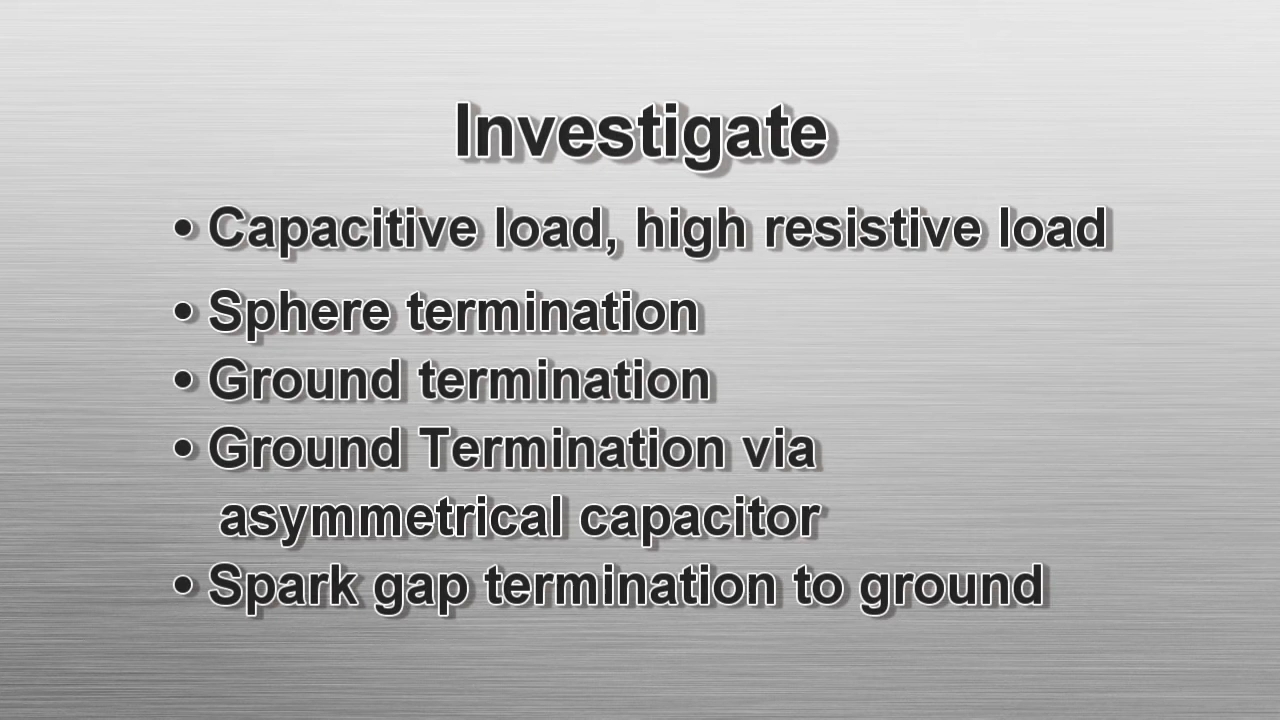 Investigate
• Capacitive load, high resistive load
• Sphere termination
• Ground termination
• Ground Termination via
asymmetrical capacitor
• Spark gap termination to ground